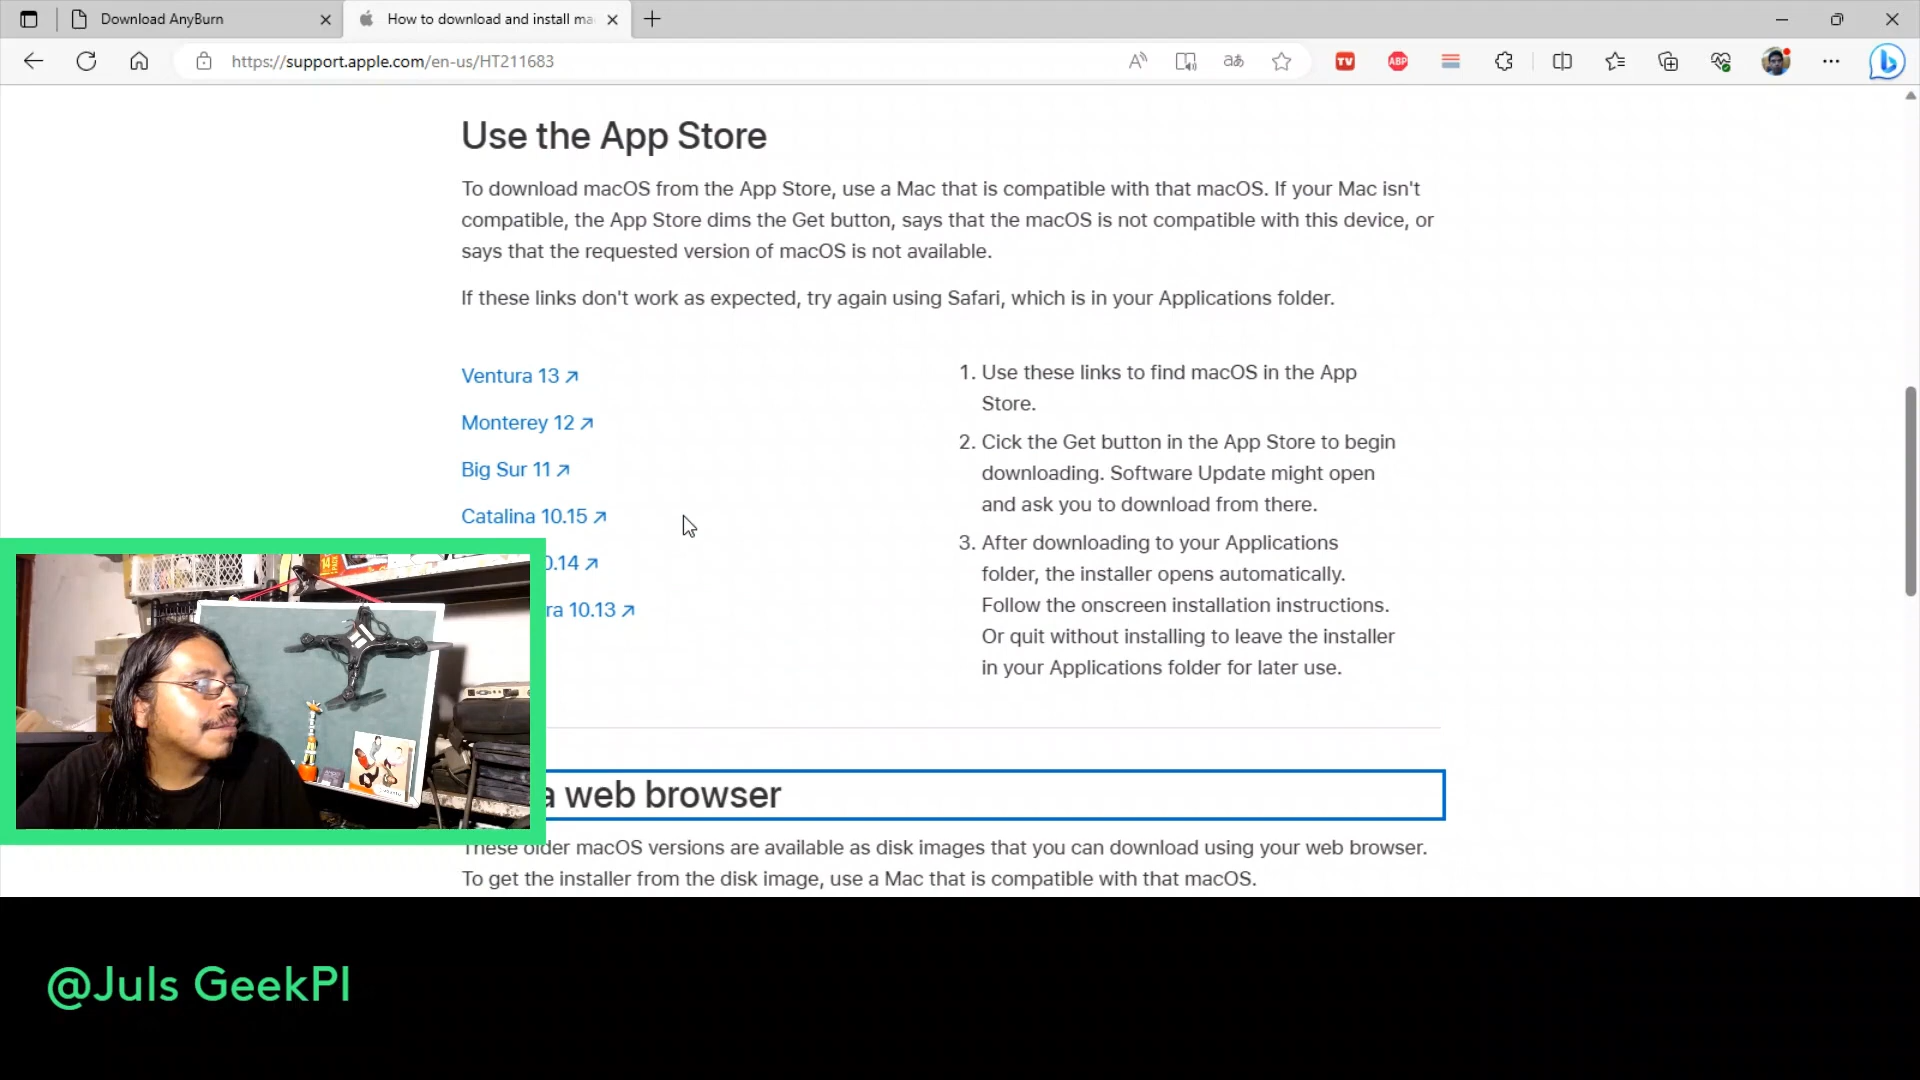 Download AnyBurn
How to download and install ma
https://support.apple.com/en-us/HT211683
Use the App Store
To download macOS from the App Store, use a Mac that is compatible with that macOS. If your Mac isn't
compatible, the App Store dims the Get button, says that the macOS is not compatible with this device, or
says that the requested version of macOS is not available.
If these links don't work as expected, try again using Safari, which is in your Applications folder.
Ventura 13
Monterey 12
Big Sur 11
Catalina 10.15
0.14
ra 10.13
1. Use these links to find macOS in the App
Store.
2. Cick the Get button in the App Store to begin
downloading. Software Update might open
and ask you to download from there.
3. After downloading to your Applications
folder, the installer opens automatically.
Follow the onscreen installation instructions.
Or quit without installing to leave the installer
in your Applications folder for later use.
a web browser
These older macOS versions are available as disk images that you can download using your web browser.
To get the installer from the disk image, use a Mac that is compatible with that macOS.
@Juls GeekPI
TV
ABP